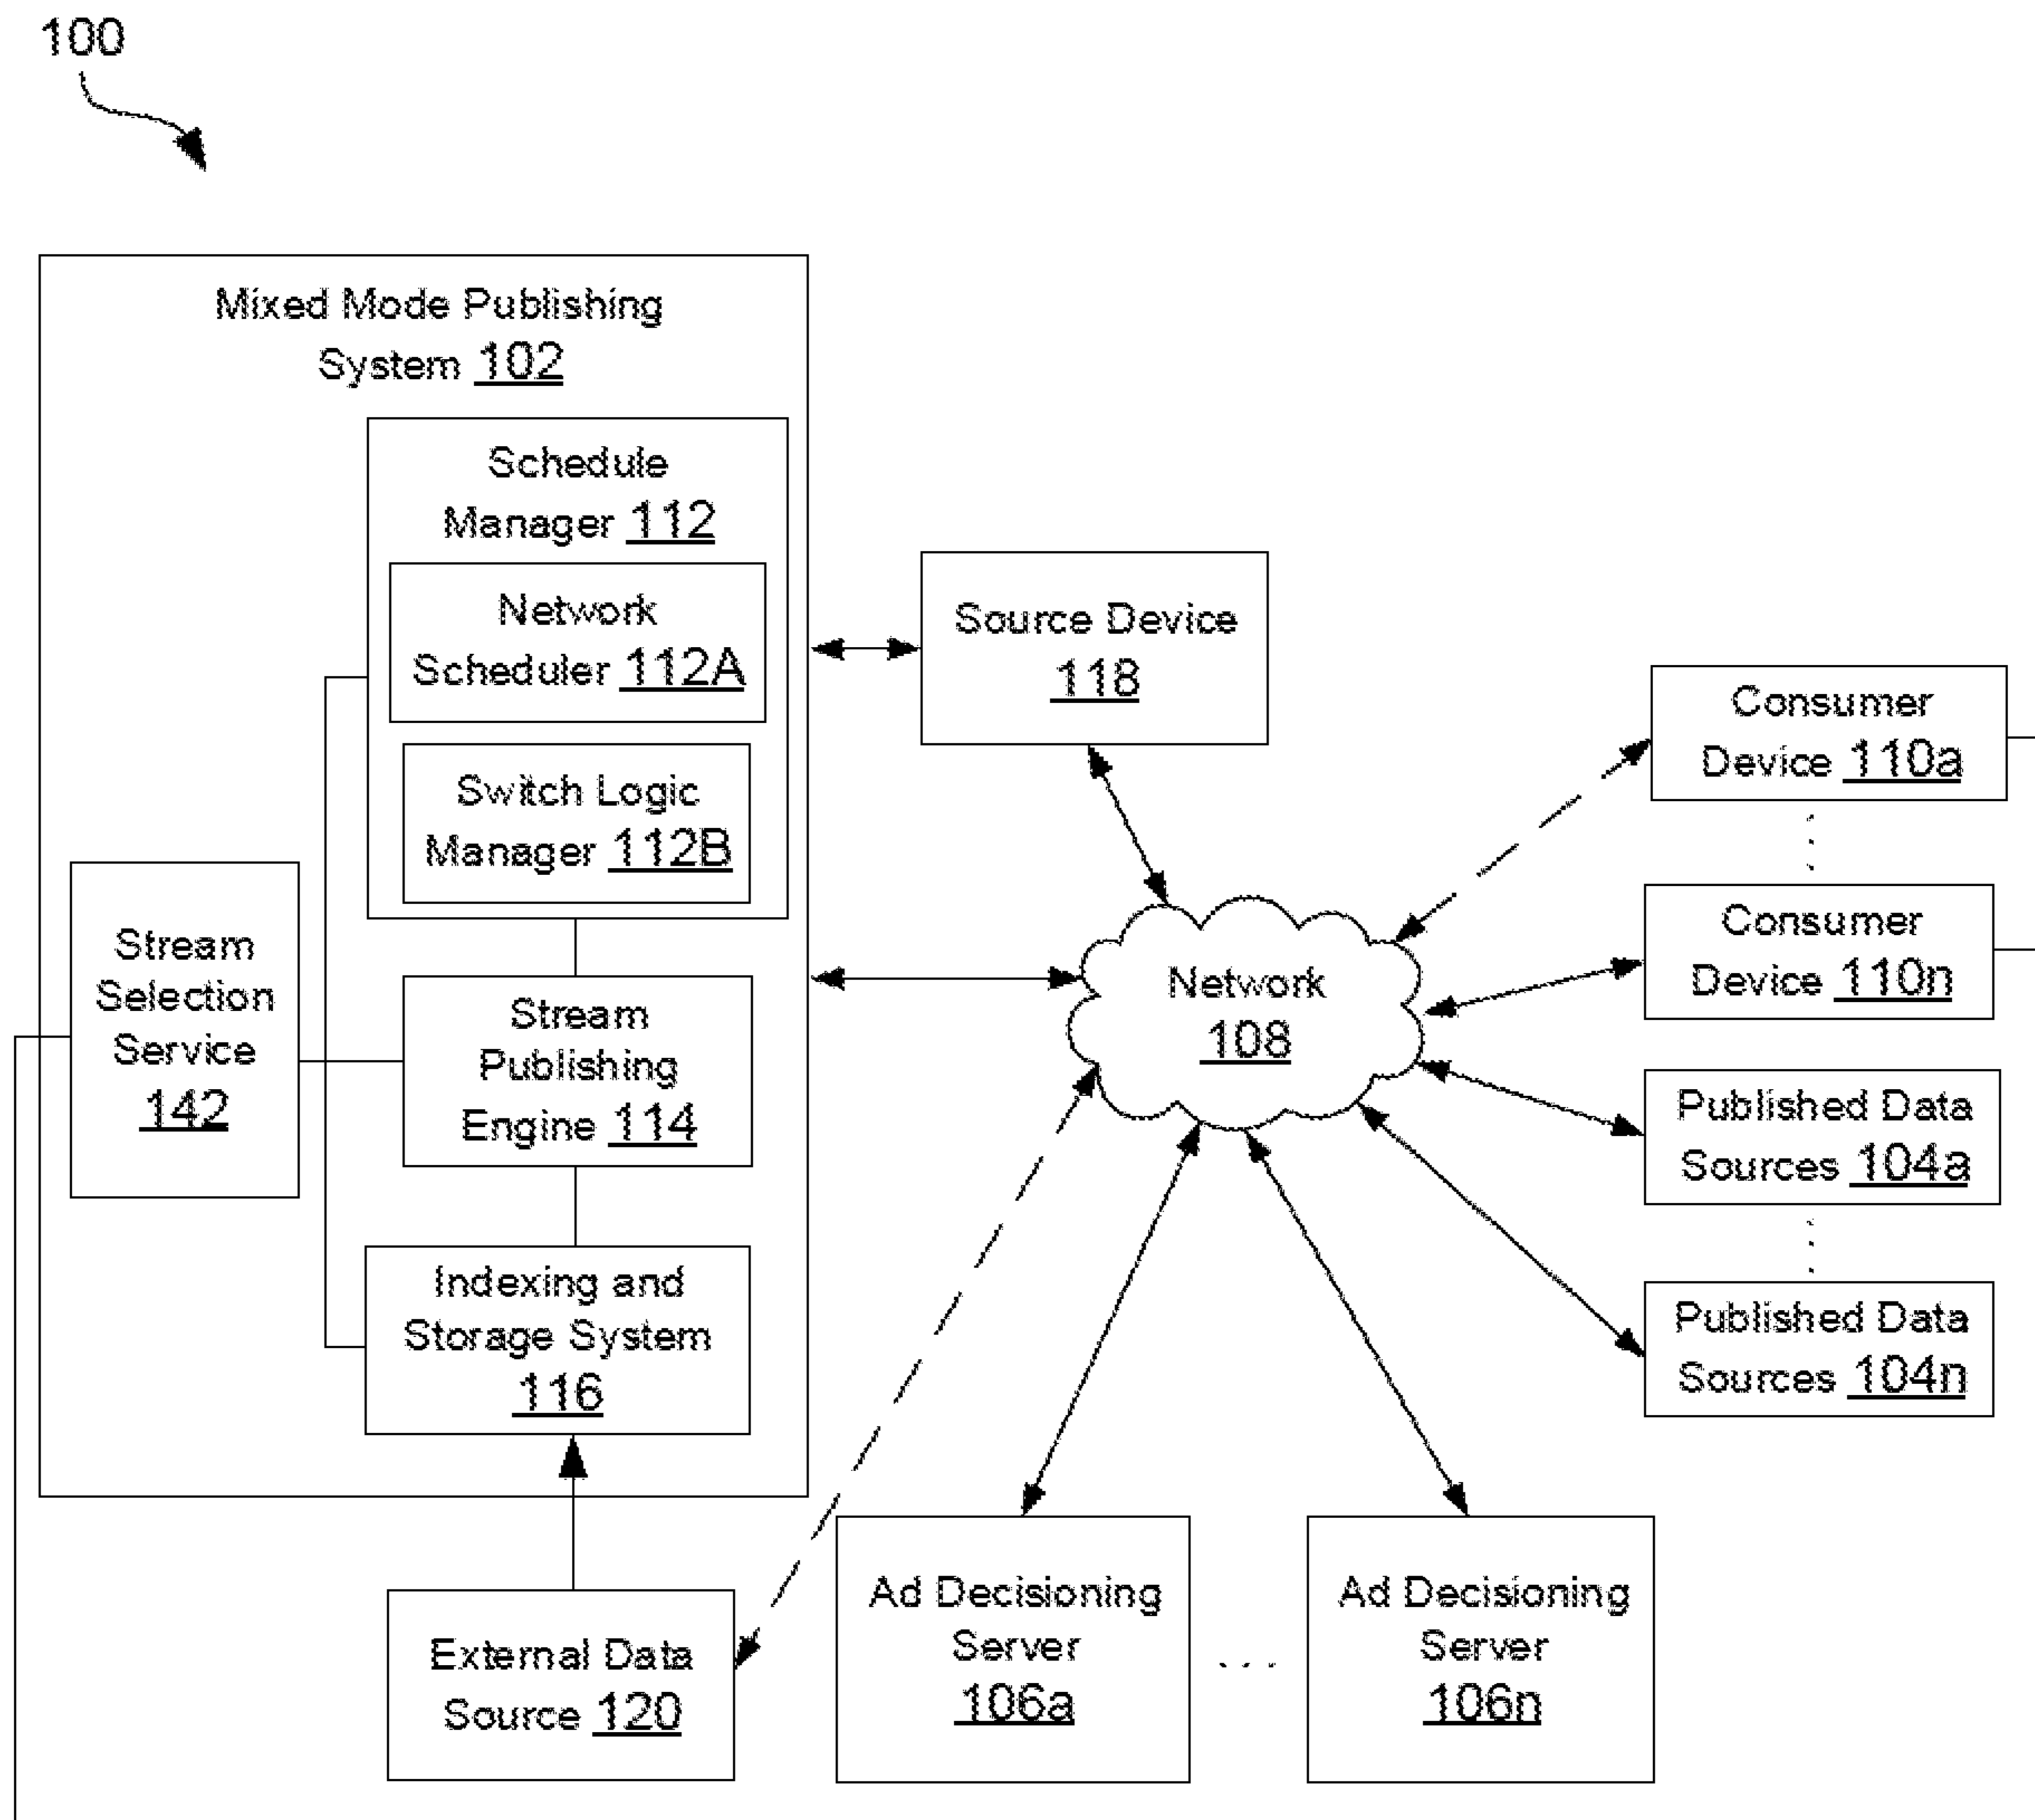 100
Mixed Mode Publishing
System 102
Schedule
Manager 112
Network
Scheduler 112A
Switch Logic
Manager 112B
Stream
Selection
Service
142
Stream
Publishing
Engine 114
Indexing and
Storage System
116
External Data
Source 120
Source Device
118
Network
108
Consumer
Device 110a
Consumer
Device 110n
Published Data
Sources 104a
Published Data
Sources 104n
Ad Decisioning
Server
106a
Ad Decisioning
Server
106n